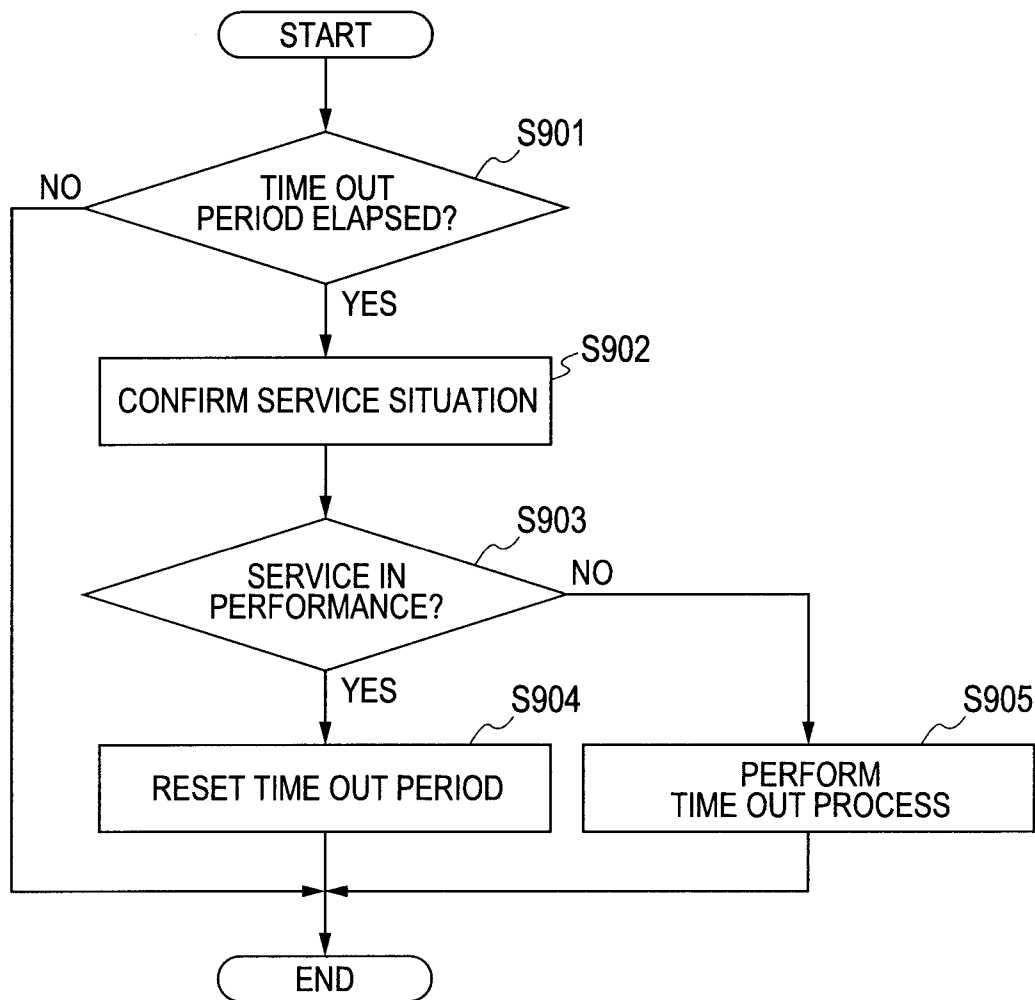 START
S901
NO
TIME OUT
PERIOD ELAPSED?
YES
S902
CONFIRM SERVICE SITUATION
S903
SERVICE IN
PERFORMANCE?
NO
YES
S904
RESET TIME OUT PERIOD
S905
PERFORM
TIME OUT PROCESS
END